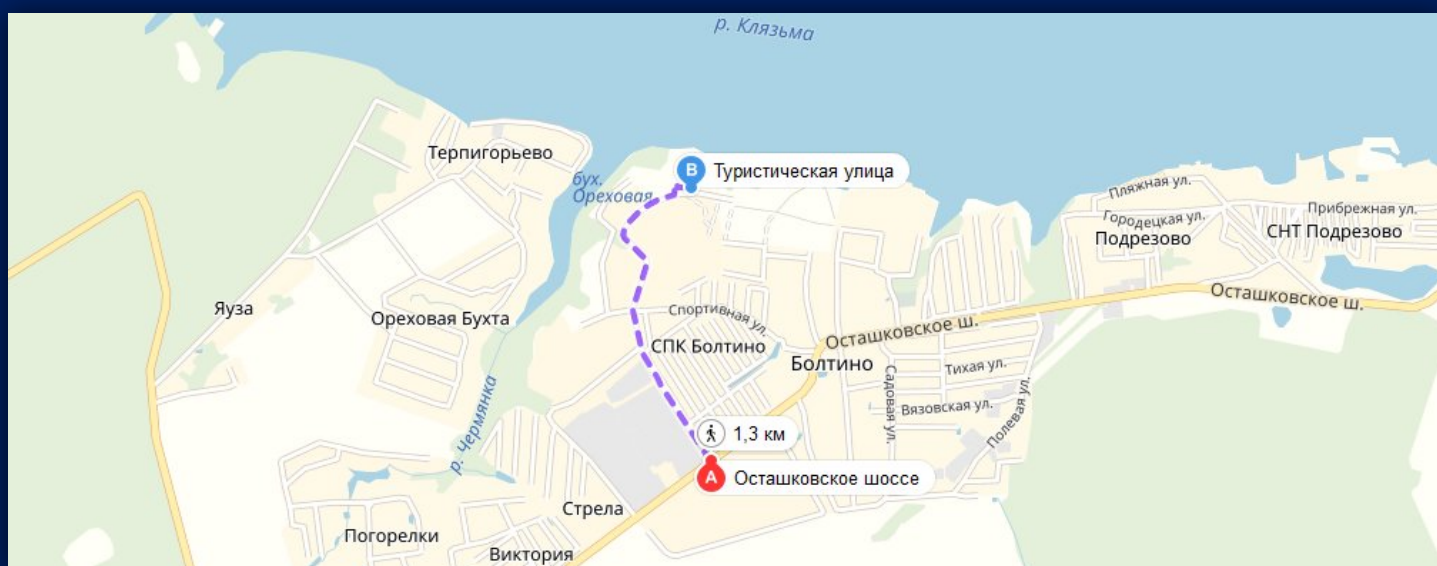 р. Клязьма
Терпигорьево
бух.
Ореховая
B Туристическая улица
Пляжная ул.
Городецкая ул.
Прибрежная ул.
Подрезово
СНТ Подрезово
Яуза
Ореховая Бухта
Спортивная ул.
Осташковское ш.
Осташковское ш.
СПК Болтино
Болтино
Тихая ул.
Садовая ул.
Вязовская ул.
Полевая ул.
р. Чермянка
1,3 км
A Осташковское шоссе
Стрела
Погорелки
Виктория